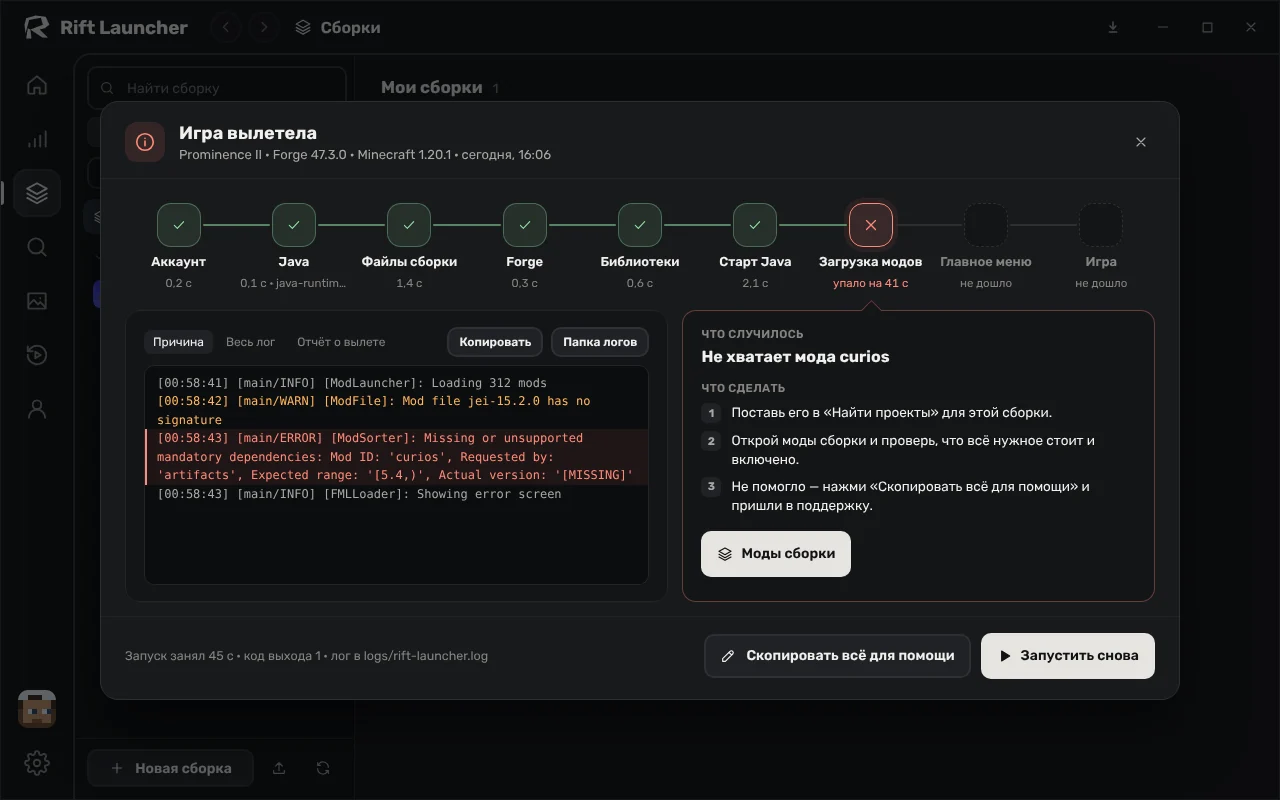 Rift Launcher
Сборки
Найти сборку
Мои сборки 1
Игра вылетела
Prominence II • Forge 47.3.0 • Minecraft 1.20.1 • сегодня, 16:06
Аккаунт
0,2 с
Java
0,1 с • java-runtim…
Файлы сборки
1,4 с
Forge
0,3 с
Библиотеки
0,6 с
Старт Java
2,1 с
Загрузка модов
упало на 41 с
Главное меню
не дошло
Игра
не дошло
Причина
Весь лог
Отчёт о вылете
Копировать
Папка логов
[00:58:41] [main/INFO] [ModLauncher]: Loading 312 mods
[00:58:42] [main/WARN] [ModFile]: Mod file jei-15.2.0 has no
signature
[00:58:43] [main/ERROR] [ModSorter]: Missing or unsupported
mandatory dependencies: Mod ID: 'curios', Requested by:
'artifacts', Expected range: '[5.4,)', Actual version: '[MISSING]'
[00:58:43] [main/INFO] [FMLLoader]: Showing error screen
ЧТО СЛУЧИЛОСЬ
Не хватает мода curios
ЧТО СДЕЛАТЬ
1 Поставь его в «Найти проекты» для этой сборки.
2 Открой моды сборки и проверь, что всё нужное стоит и
включено.
3 Не помогло — нажми «Скопировать всё для помощи» и
пришли в поддержку.
Моды сборки
Запуск занял 45 с • код выхода 1 • лог в logs/rift-launcher.log
Скопировать всё для помощи
Запустить снова
Новая сборка